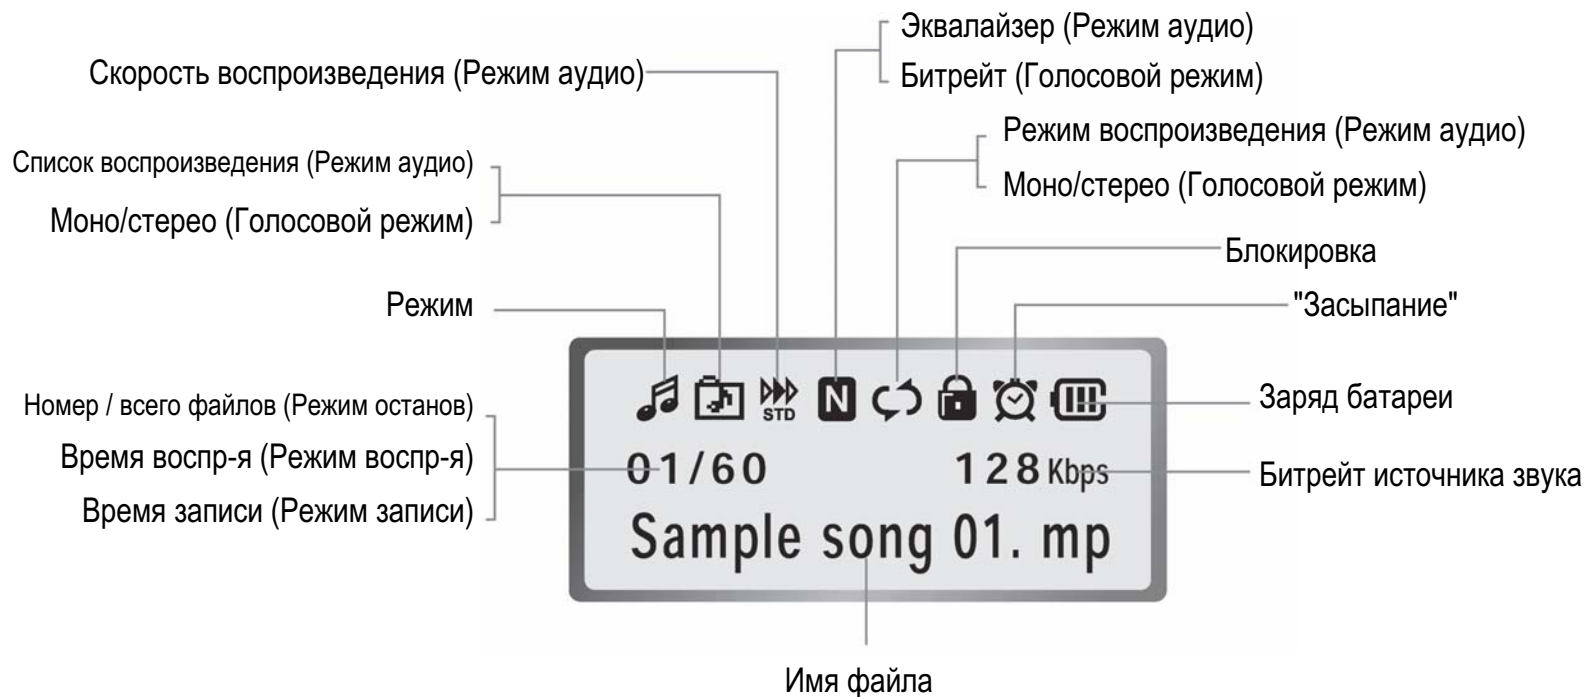 Эквалайзер (Режим аудио)
Скорость воспроизведения (Режим аудио)
Битрейт (Голосовой режим)
Режим воспроизведения (Режим аудио)
Список воспроизведения (Режим аудио)
Моно/стерео (Голосовой режим)
Моно/стерео (Голосовой режим)
Блокировка
Режим
"Засыпание"
STD
N
Заряд батареи
Номер / всего файлов (Режим останов)
Время воспр-я (Режим воспр-я)
01/60
128 Kbps
Битрейт источника звука
Время записи (Режим записи)
Sample song 01. mp
Имя файла